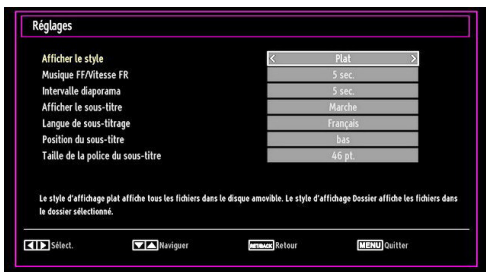 Réglages
Afficher le style Plat
Musique FF/Vitesse FR 5 sec.
Intervalle diaporama 5 sec.
Afficher le sous-titre Marche
Langue de sous-titrage Français
Position du sous-titre bas
Taille de la police du sous-titre 46 pt.
Le style d'affichage plat affiche tous les fichiers dans le disque amovible. Le style d'affichage Dossier affiche les fichiers dans
le dossier sélectionné.
Sélect. Naviguer RET/BACK Retour MENU Quitter